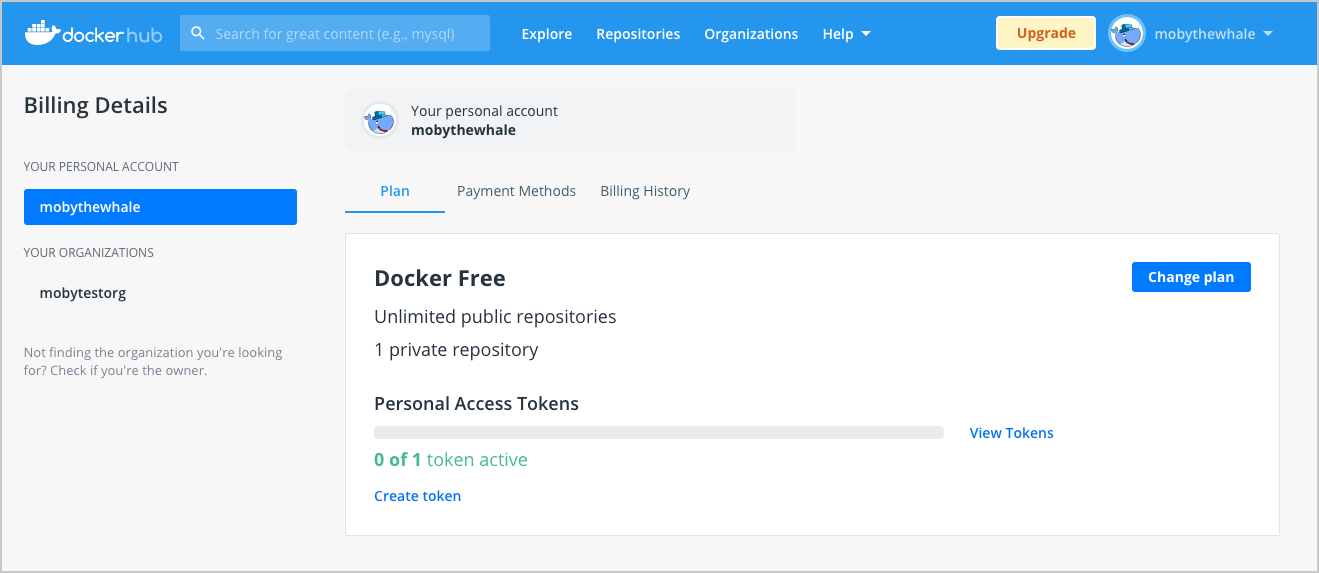 docker hub
Search for great content (e.g., mysql)
Explore
Repositories
Organizations
Help
Upgrade
mobythewhale
Billing Details
YOUR PERSONAL ACCOUNT
mobythewhale
YOUR ORGANIZATIONS
mobytestorg
Not finding the organization you're looking
for? Check if you're the owner.
Your personal account
mobythewhale
Plan
Payment Methods
Billing History
Docker Free
Change plan
Unlimited public repositories
1 private repository
Personal Access Tokens
View Tokens
0 of 1 token active
Create token